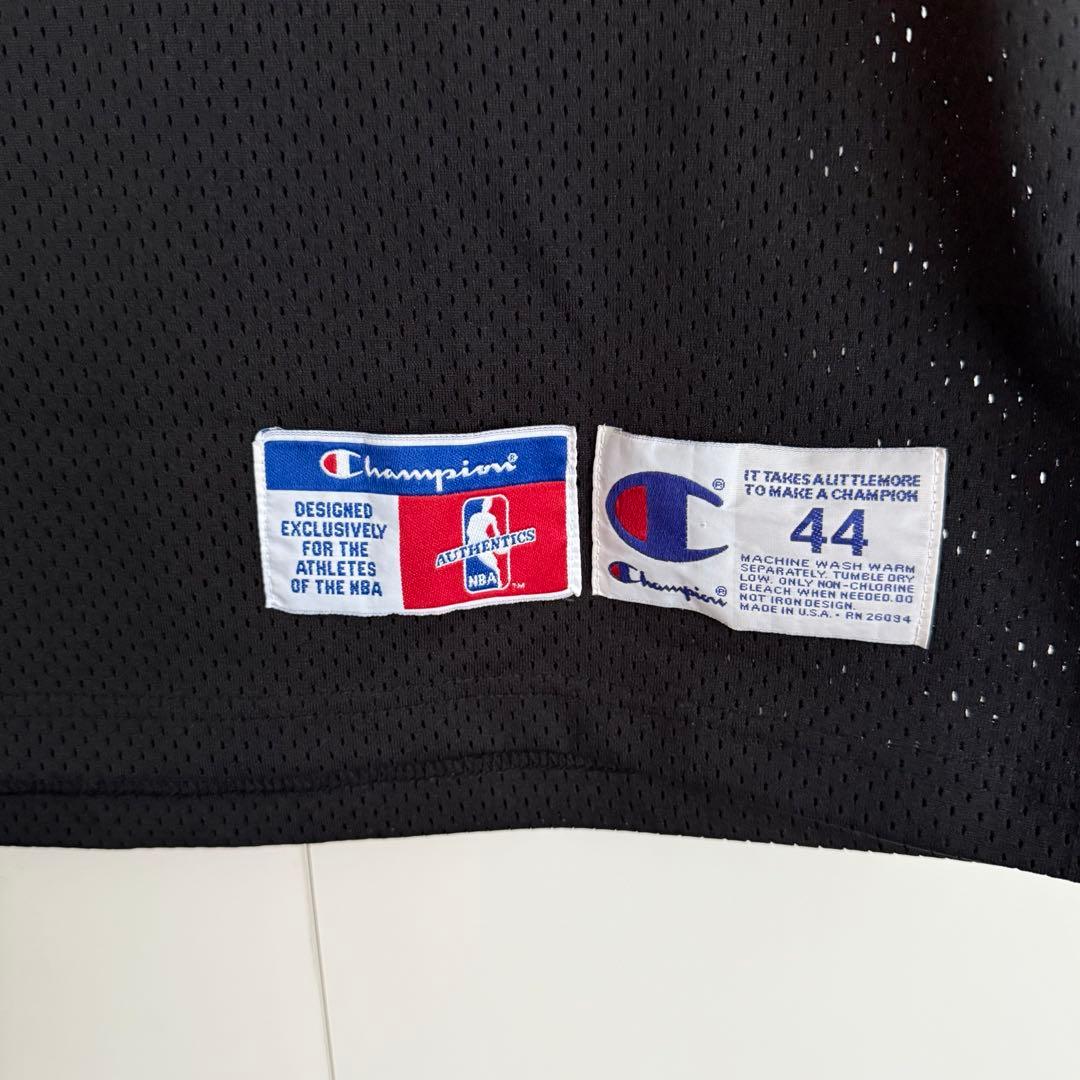 Champion®
DESIGNED
EXCLUSIVELY
FOR THE
ATHLETES
OF THE NBA
AUTHENTICS
NBA
™
®
Champion®
IT TAKES A LITTLE MORE
TO MAKE A CHAMPION
44
MACHINE WASH WARM
SEPARATELY. TUMBLE DRY
LOW. ONLY NON-CHLORINE
BLEACH WHEN NEEDED. DO
NOT IRON DESIGN.
MADE IN U.S.A. - RN 26094